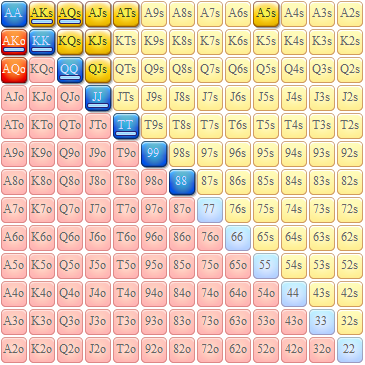 AA AKs AQs AJs ATs A9s A8s A7s A6s A5s A4s A3s A2s
AKo KK KQs KJs KTs K9s K8s K7s K6s K5s K4s K3s K2s
AQo KQo QQ QJs QTs Q9s Q8s Q7s Q6s Q5s Q4s Q3s Q2s
AJo KJo QJo JJ JTs J9s J8s J7s J6s J5s J4s J3s J2s
ATo KTo QTo JTo TT T9s T8s T7s T6s T5s T4s T3s T2s
A9o K9o Q9o J9o T9o 99 98s 97s 96s 95s 94s 93s 92s
A8o K8o Q8o J8o T8o 98o 88 87s 86s 85s 84s 83s 82s
A7o K7o Q7o J7o T7o 97o 87o 77 76s 75s 74s 73s 72s
A6o K6o Q6o J6o T6o 96o 86o 76o 66 65s 64s 63s 62s
A5o K5o Q5o J5o T5o 95o 85o 75o 65o 55 54s 53s 52s
A4o K4o Q4o J4o T4o 94o 84o 74o 64o 54o 44 43s 42s
A3o K3o Q3o J3o T3o 93o 83o 73o 63o 53o 43o 33 32s
A2o K2o Q2o J2o T2o 92o 82o 72o 62o 52o 42o 32o 22